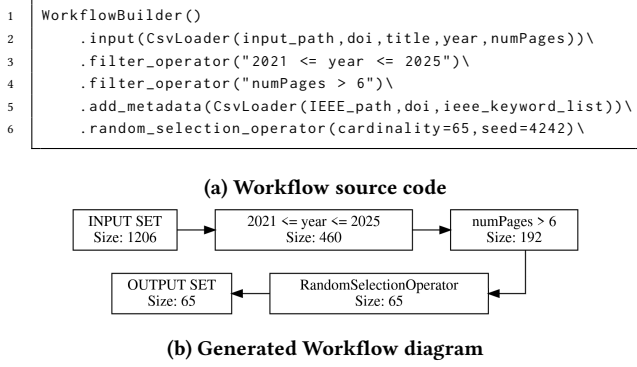 1 WorkflowBuilder()
2 .input(CsvLoader(input_path,doi,title,year,numPages))\
3 .filter_operator("2021 <= year <= 2025")\
4 .filter_operator("numPages > 6")\
5 .add_metadata(CsvLoader(IEEE_path,doi,ieee_keyword_list))\
6 .random_selection_operator(cardinality=65,seed=4242)\
(a) Workflow source code
INPUT SET
Size: 1206
2021 <= year <= 2025
Size: 460
numPages > 6
Size: 192
OUTPUT SET
Size: 65
RandomSelectionOperator
Size: 65
(b) Generated Workflow diagram